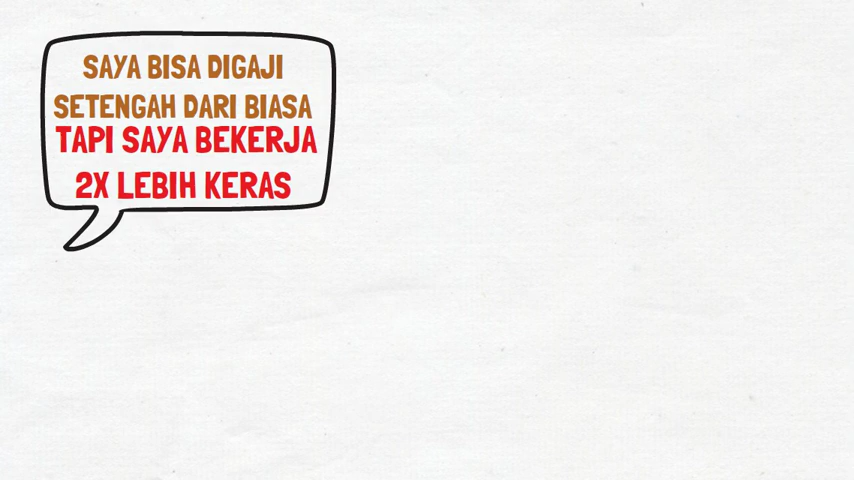 SAYA BISA DIGAJI
SETENGAH DARI BIASA
TAPI SAYA BEKERJA
2X LEBIH KERAS